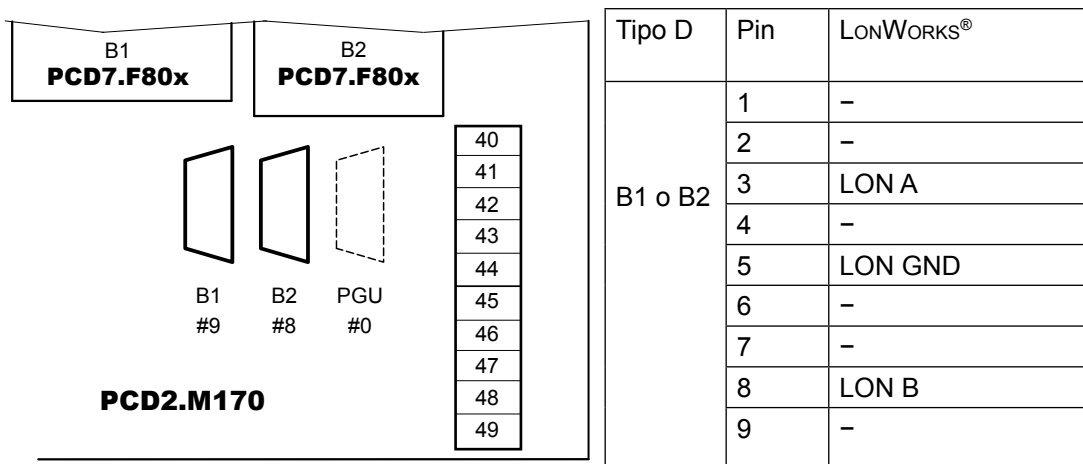 B1
PCD7.F80x
B2
PCD7.F80x
40
41
42
43
44
45
46
47
48
49
B1 B2 PGU
#9 #8 #0
PCD2.M170
Tipo D Pin LONWORKS®
B1 o B2
1 –
2 –
3 LON A
4 –
5 LON GND
6 –
7 –
8 LON B
9 –